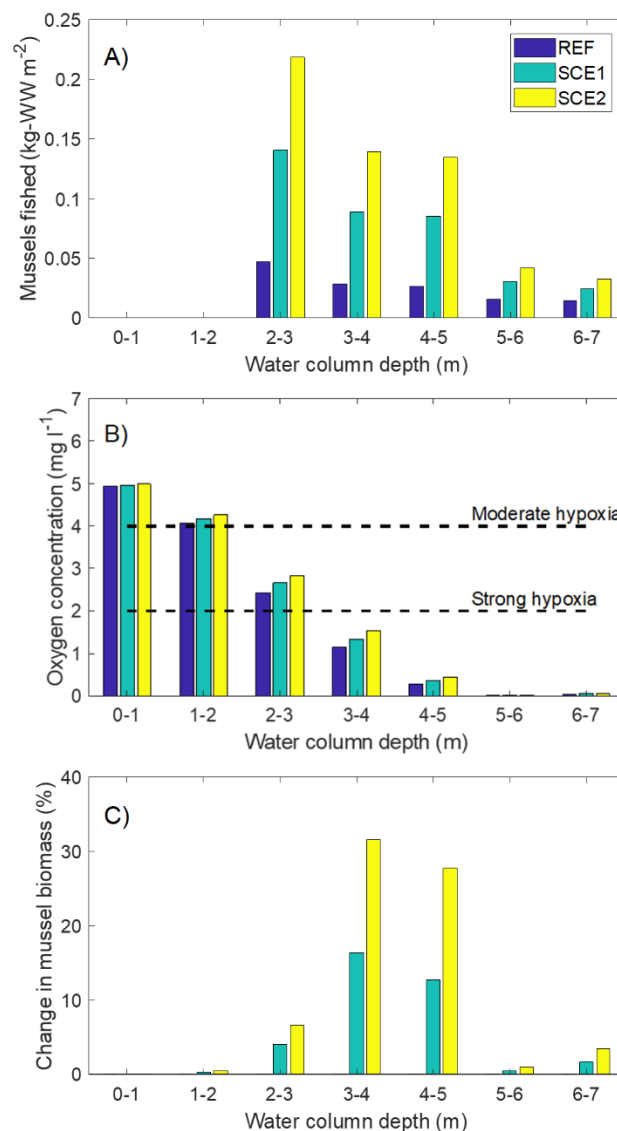 A)
REF
SCE1
SCE2
Mussels fished (kg-WW m⁻²)
0.25
0.2
0.15
0.1
0.05
0
0-1 1-2 2-3 3-4 4-5 5-6 6-7
Water column depth (m)
B)
Oxygen concentration (mg l⁻¹)
7
6
5
4
3
2
1
0
Moderate hypoxia
Strong hypoxia
0-1 1-2 2-3 3-4 4-5 5-6 6-7
Water column depth (m)
C)
Change in mussel biomass (%)
40
30
20
10
0
0-1 1-2 2-3 3-4 4-5 5-6 6-7
Water column depth (m)